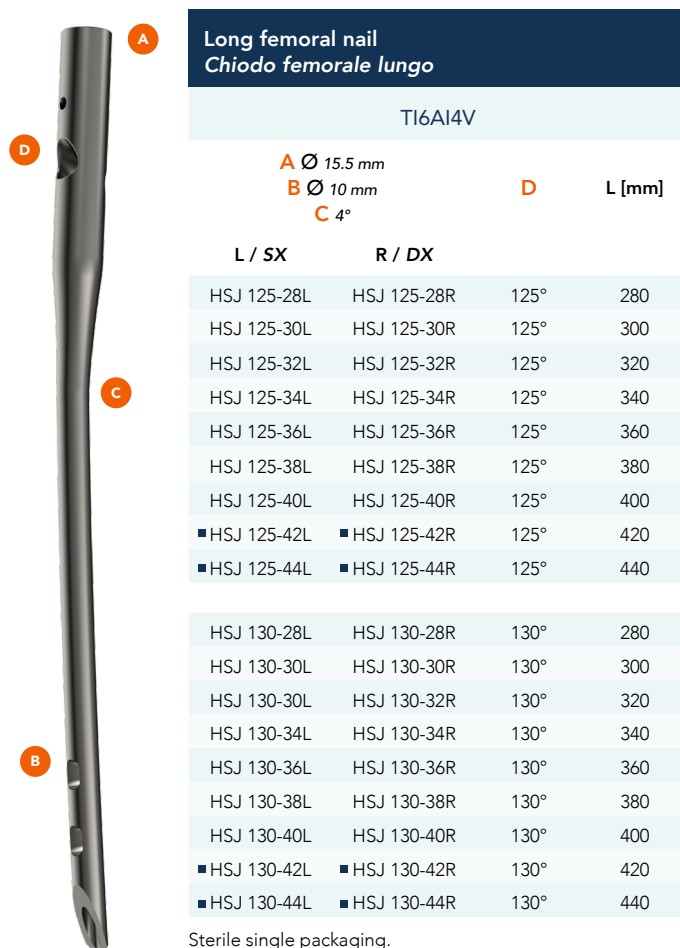 A
D
C
B
Long femoral nail
Chiodo femorale lungo
TI6AI4V
A Ø 15.5 mm
B Ø 10 mm
C 4°
D L [mm]
L / SX R / DX
HSJ 125-28L HSJ 125-28R 125° 280
HSJ 125-30L HSJ 125-30R 125° 300
HSJ 125-32L HSJ 125-32R 125° 320
HSJ 125-34L HSJ 125-34R 125° 340
HSJ 125-36L HSJ 125-36R 125° 360
HSJ 125-38L HSJ 125-38R 125° 380
HSJ 125-40L HSJ 125-40R 125° 400
■HSJ 125-42L ■HSJ 125-42R 125° 420
■HSJ 125-44L ■HSJ 125-44R 125° 440
HSJ 130-28L HSJ 130-28R 130° 280
HSJ 130-30L HSJ 130-30R 130° 300
HSJ 130-30L HSJ 130-32R 130° 320
HSJ 130-34L HSJ 130-34R 130° 340
HSJ 130-36L HSJ 130-36R 130° 360
HSJ 130-38L HSJ 130-38R 130° 380
HSJ 130-40L HSJ 130-40R 130° 400
■HSJ 130-42L ■HSJ 130-42R 130° 420
■HSJ 130-44L ■HSJ 130-44R 130° 440
Sterile single packaging.